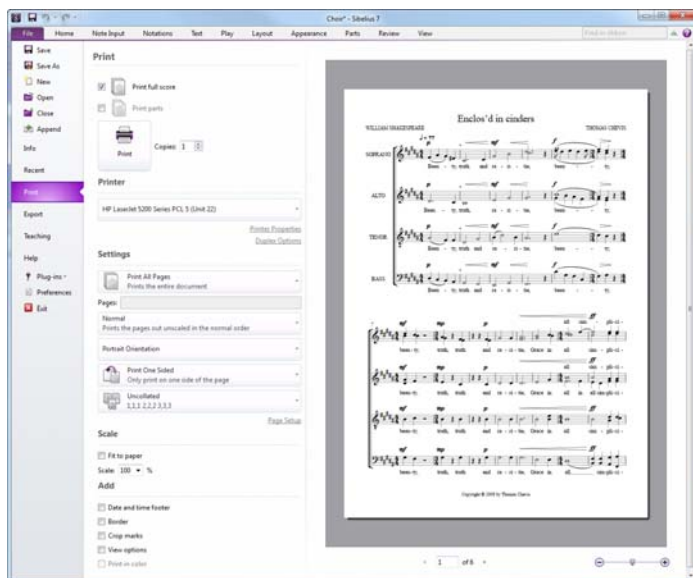 Choir* - Sibelius 7
File Home Note Input Notations Text Play Layout Appearance Parts Review View
Find in ribbon
Save
Save As
New
Open
Close
Append
Info
Recent
Print
Export
Teaching
Help
Plug-ins
Preferences
Exit
Print
Print full score
Print parts
Print
Copies: 1
Printer
HP LaserJet 5200 Series PCL 5 (Unit 22)
Printer Properties
Duplex Options
Settings
Print All Pages
Prints the entire document
Pages:
Normal
Prints the pages out unscaled in the normal order
Portrait Orientation
Print One Sided
Only print on one side of the page
Uncollated
1,1,1 2,2,2 3,3,3
Page Setup
Scale
Fit to paper
Scale: 100 %
Add
Date and time footer
Border
Crop marks
View options
Print in color
Enclos'd in cinders
WILLIAM SHAKESPEARE
SOPRANO
ALTO
TENOR
BASS
1 of 6